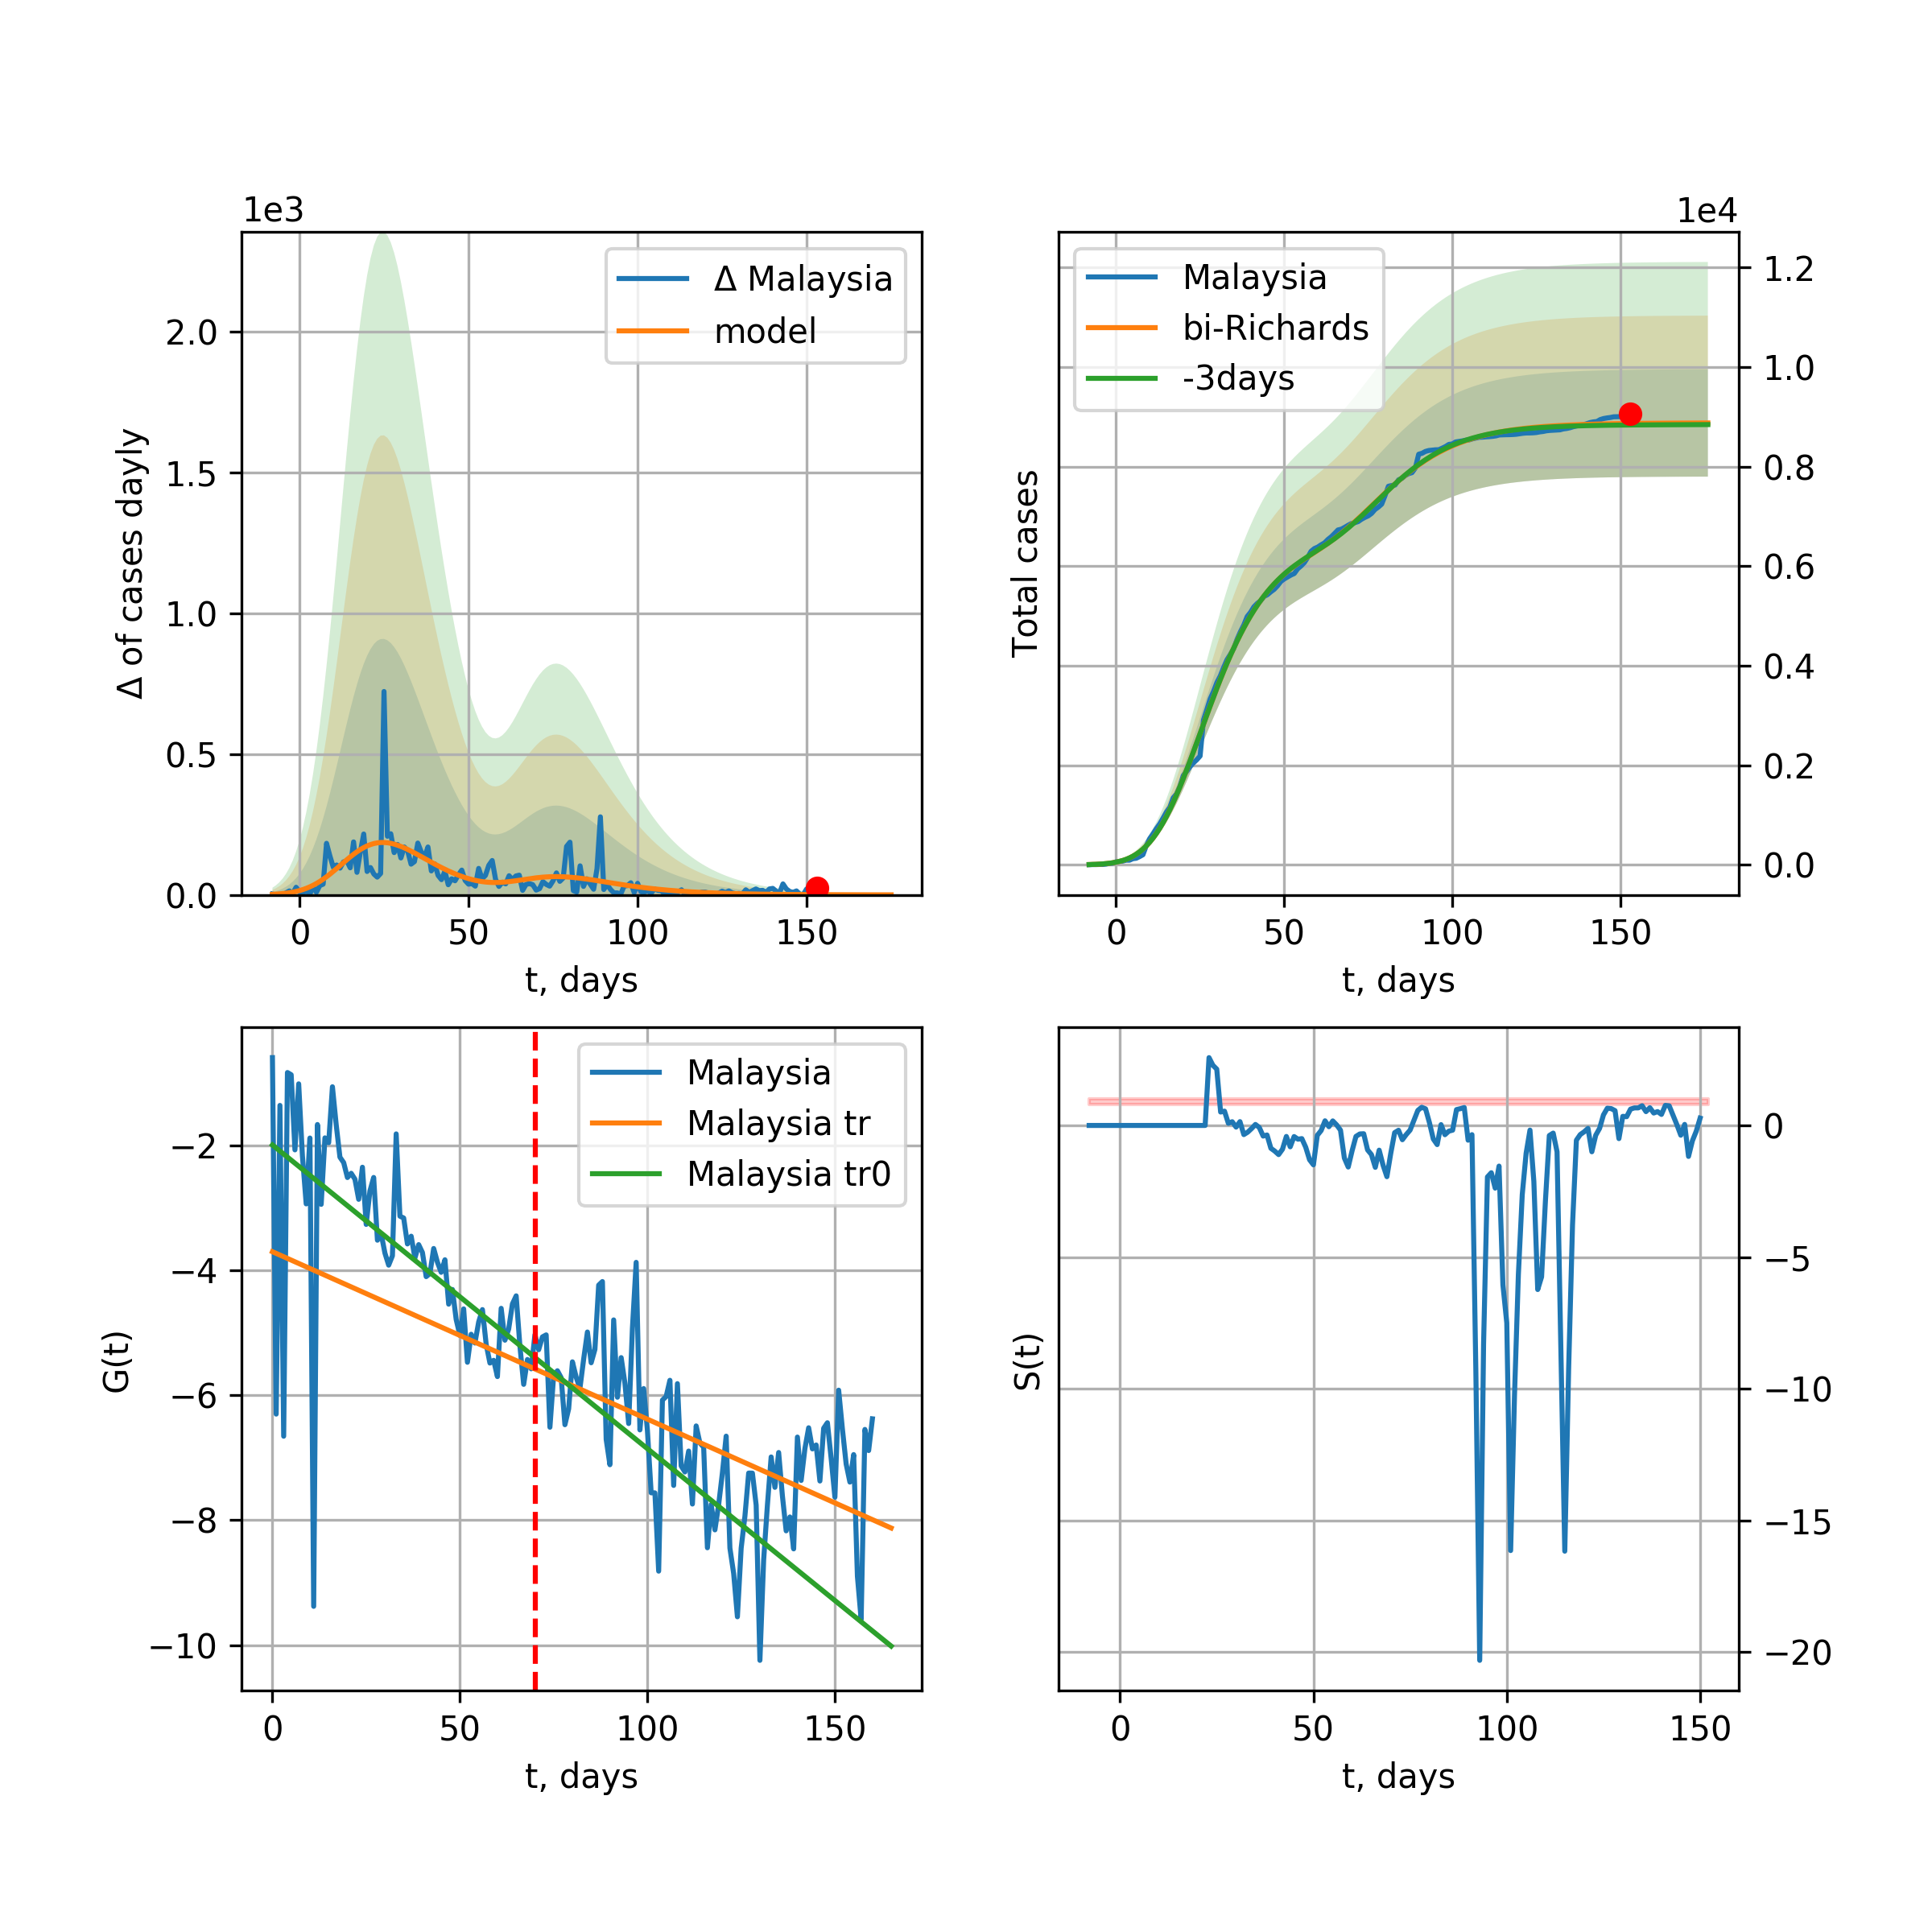 1e3
Δ of cases dayly
2.0
1.5
1.0
0.5
0.0
Δ Malaysia
model
0 50 100 150
t, days
1e4
Total cases
Malaysia
bi-Richards
-3days
1.2
1.0
0.8
0.6
0.4
0.2
0.0
0 50 100 150
t, days
G(t)
−2
−4
−6
−8
−10
Malaysia
Malaysia tr
Malaysia tr0
0 50 100 150
t, days
S(t)
0
−5
−10
−15
−20
0 50 100 150
t, days